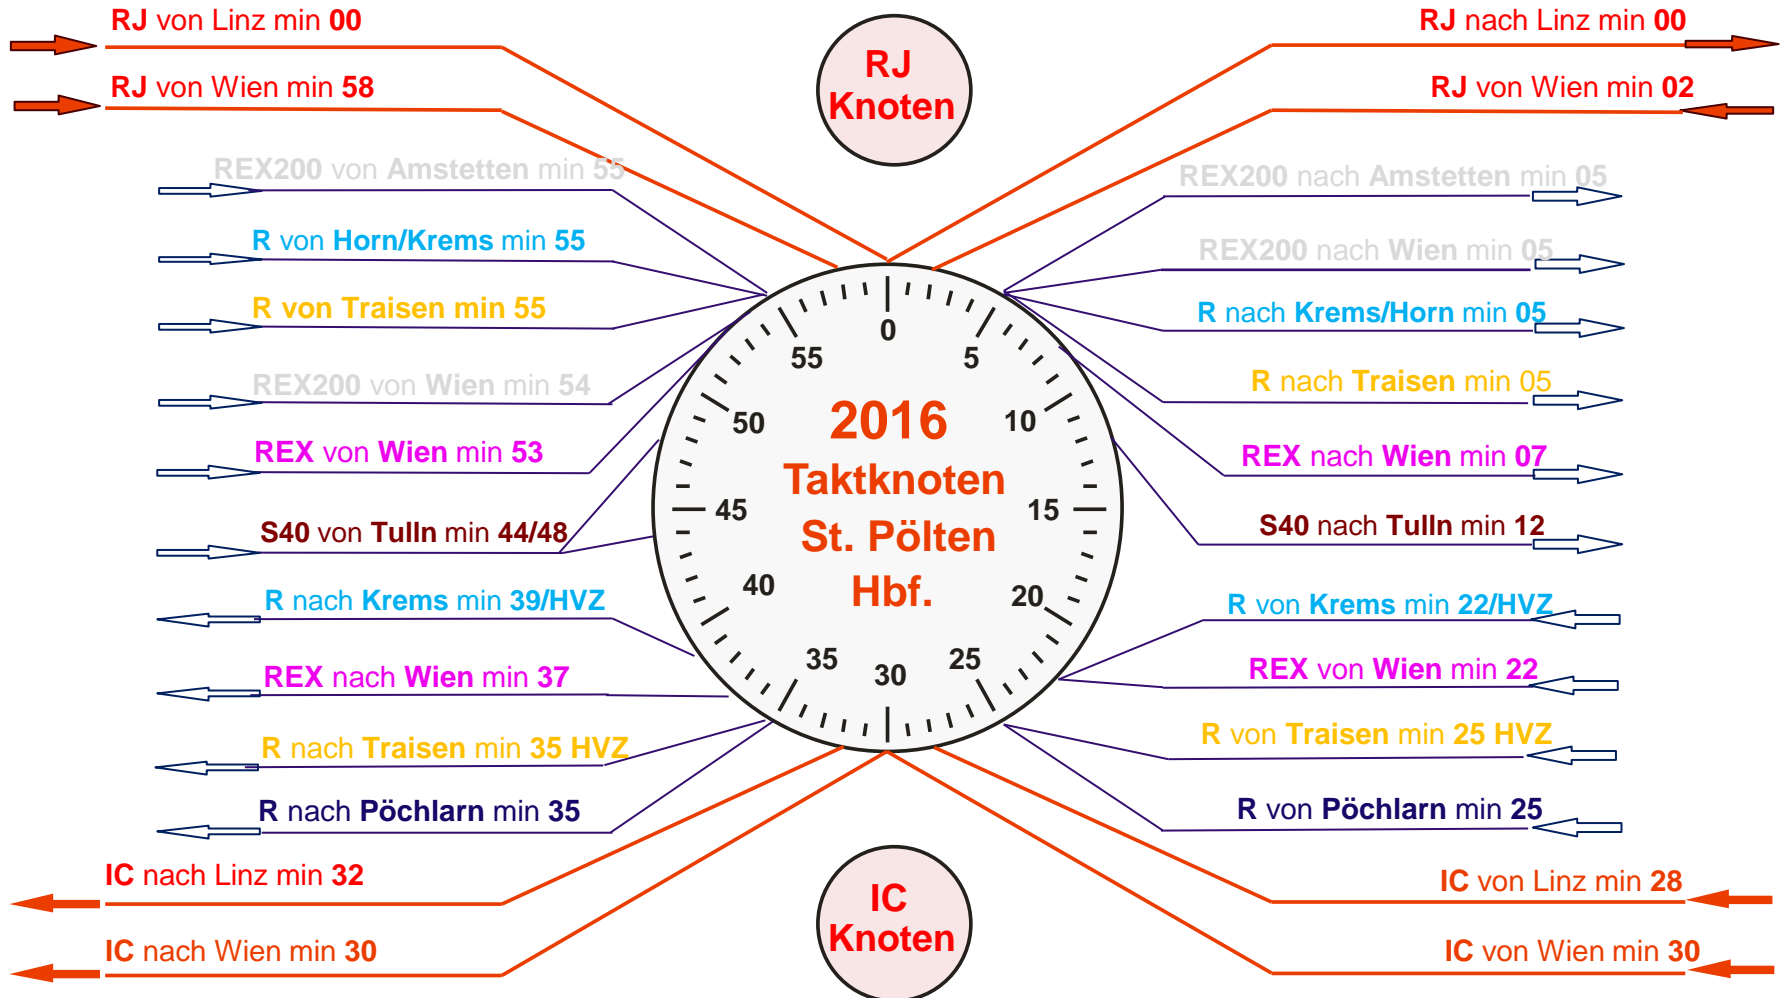 RJ von Linz min 00
RJ von Wien min 58
REX200 von Amstetten min 55
R von Horn/Krems min 55
R von Traisen min 55
REX200 von Wien min 54
REX von Wien min 53
S40 von Tulln min 44/48
R nach Krems min 39/HVZ
REX nach Wien min 37
R nach Traisen min 35 HVZ
R nach Pöchlarn min 35
IC nach Linz min 32
IC nach Wien min 30
RJ
Knoten
0
5
10
15
20
25
30
35
40
45
50
55
2016
Taktknoten
St. Pölten
Hbf.
IC
Knoten
RJ nach Linz min 00
RJ von Wien min 02
REX200 nach Amstetten min 05
REX200 nach Wien min 05
R nach Krems/Horn min 05
R nach Traisen min 05
REX nach Wien min 07
S40 nach Tulln min 12
R von Krems min 22/HVZ
REX von Wien min 22
R von Traisen min 25 HVZ
R von Pöchlarn min 25
IC von Linz min 28
IC von Wien min 30